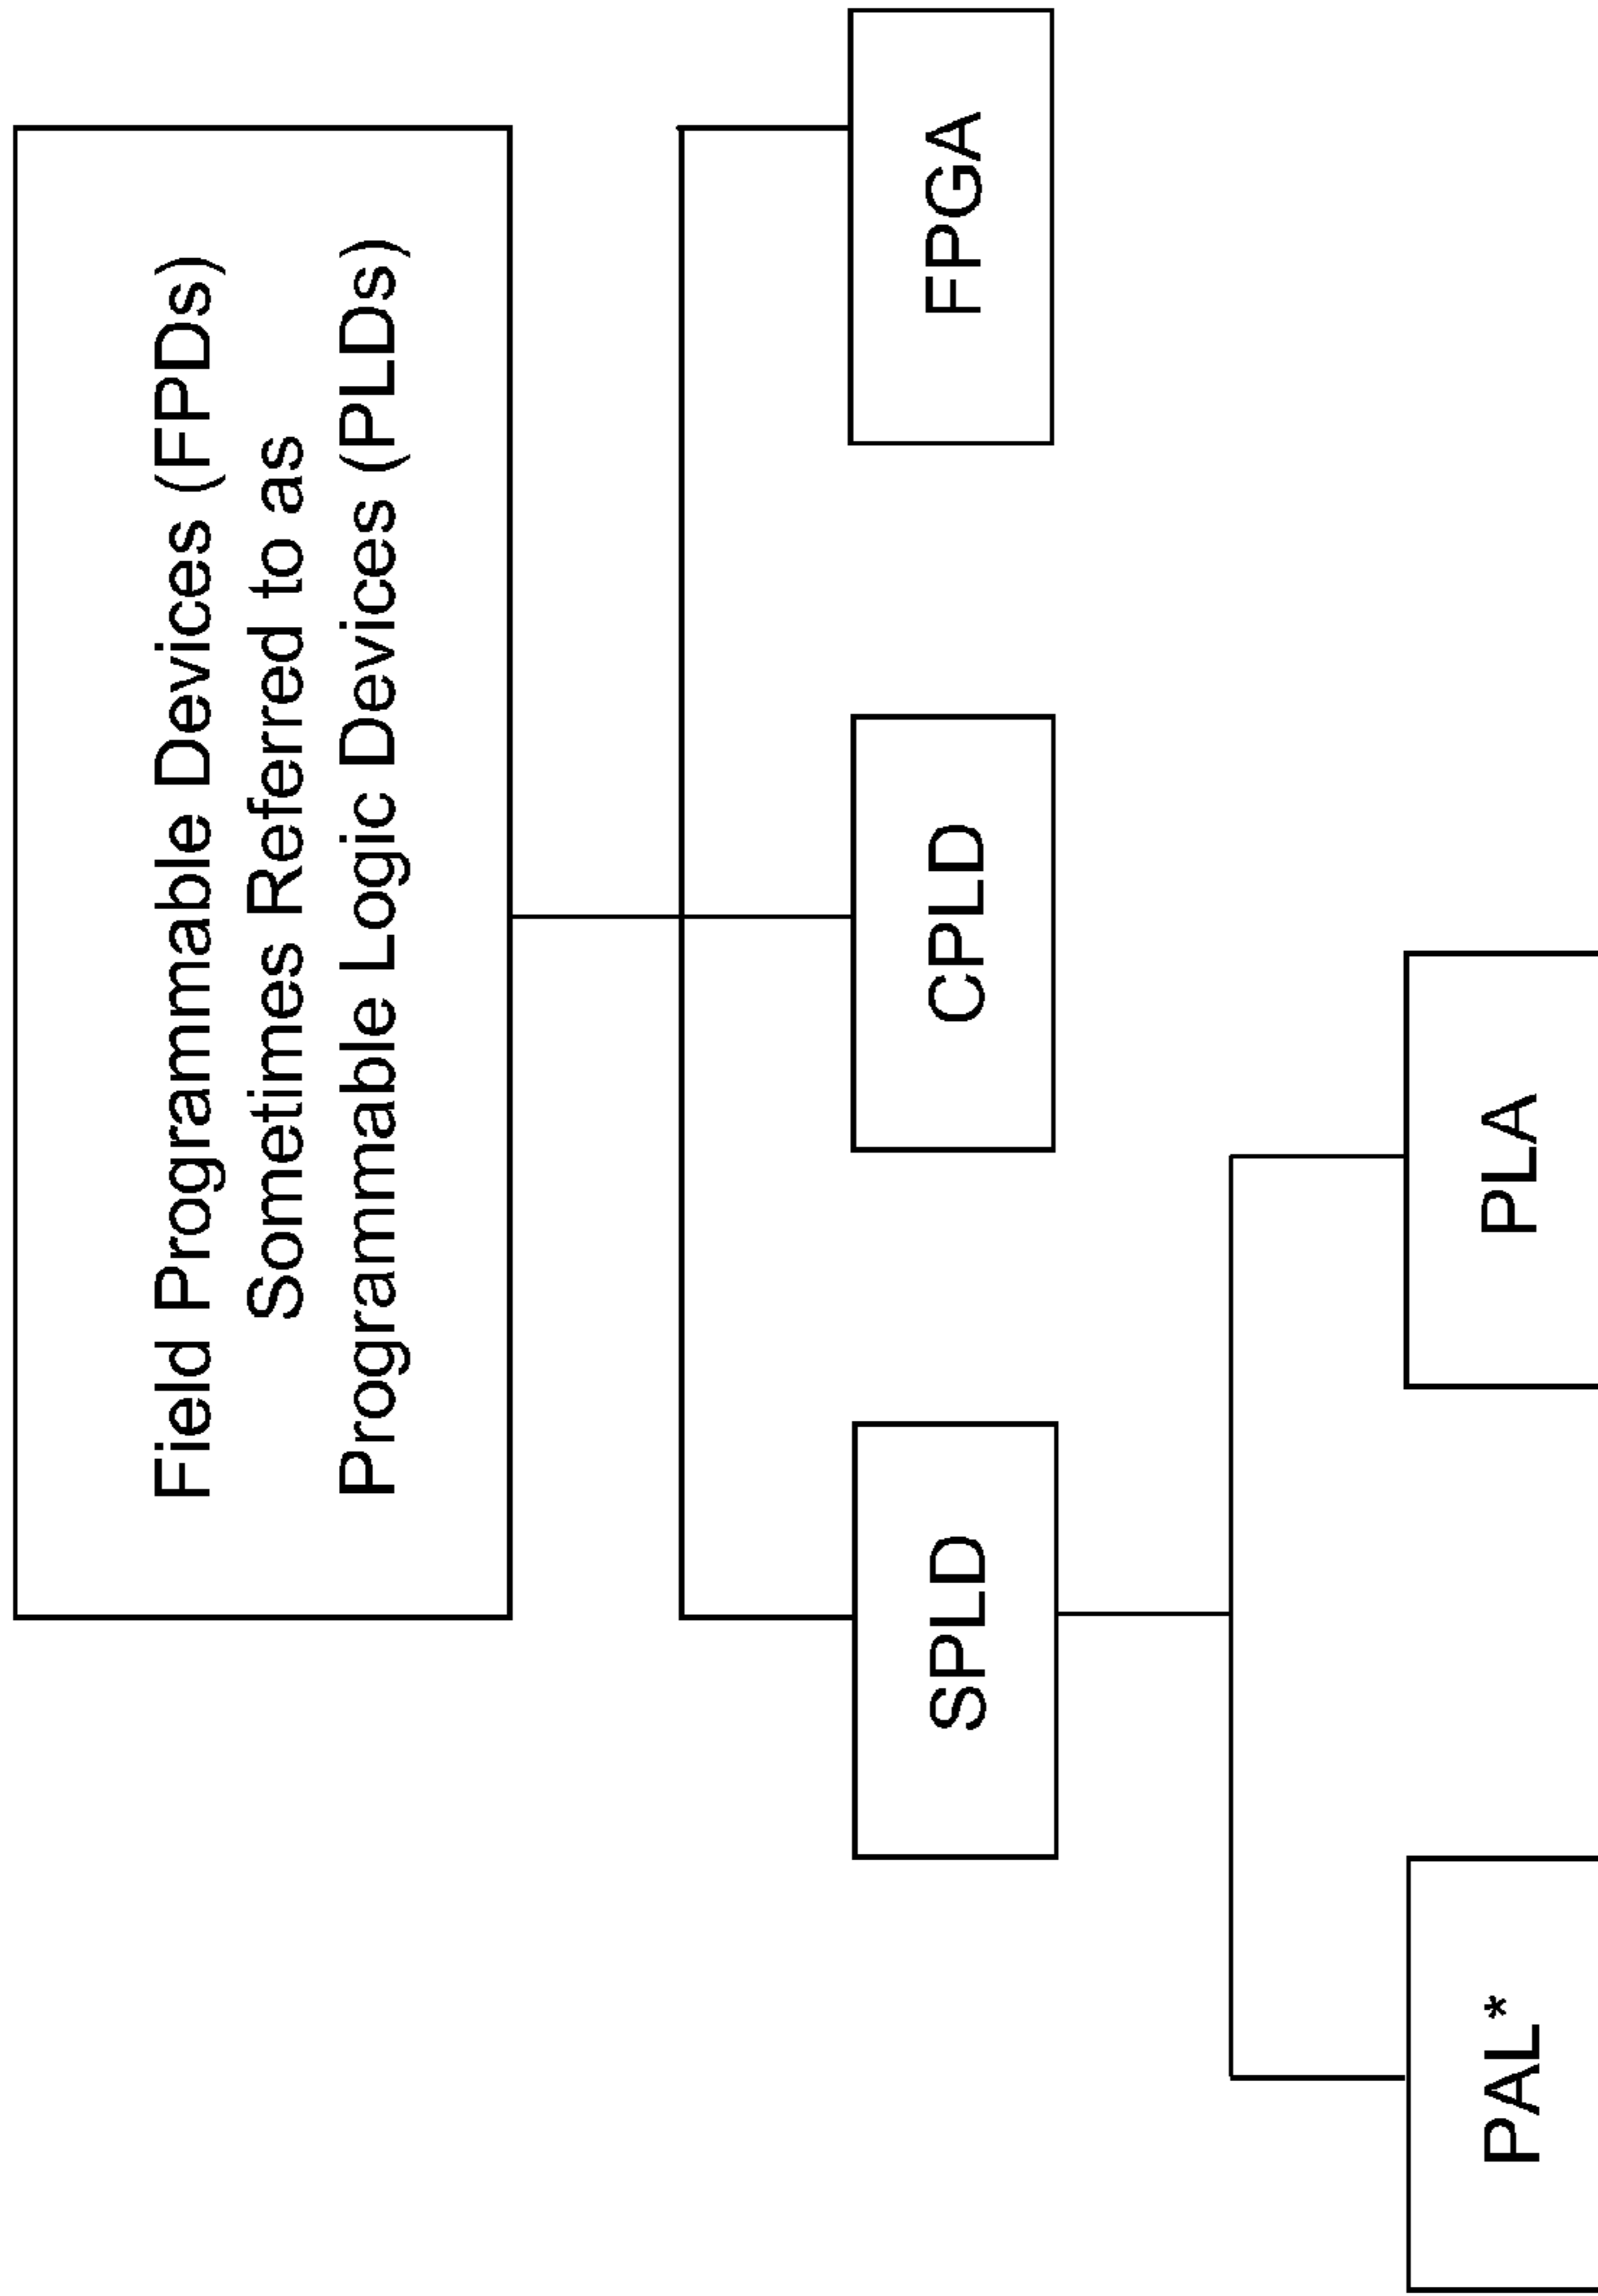 Field Programmable Devices (FPDs)
Sometimes Referred to as
Programmable Logic Devices (PLDs)
SPLD
CPLD
FPGA
PAL*
PLA